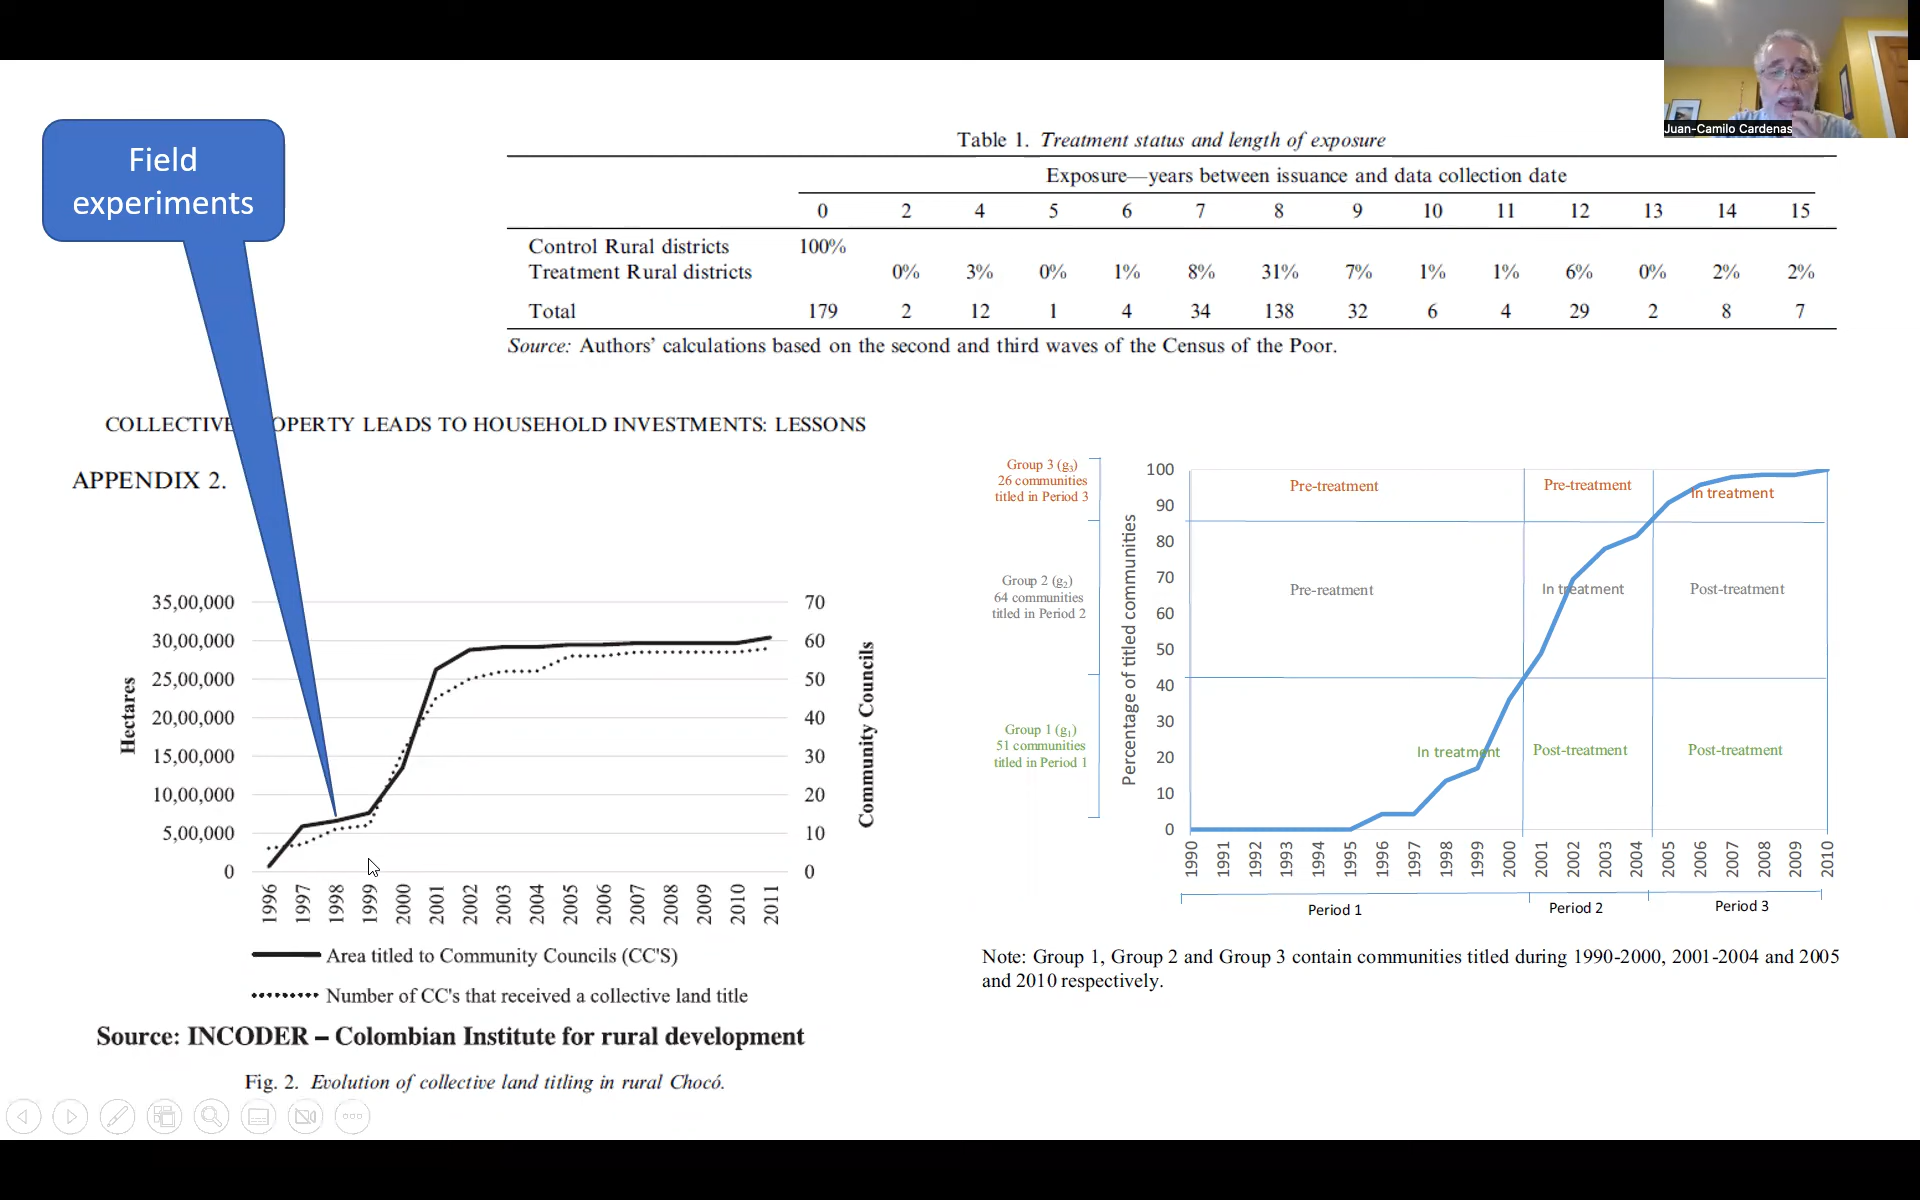 Juan-Camilo Cardenas
Field
experiments
Table 1. Treatment status and length of exposure
Exposure—years between issuance and data collection date
0 2 4 5 6 7 8 9 10 11 12 13 14 15
Control Rural districts 100%
Treatment Rural districts 0% 3% 0% 1% 8% 31% 7% 1% 1% 6% 0% 2% 2%
Total 179 2 12 1 4 34 138 32 6 4 29 2 8 7
Source: Authors' calculations based on the second and third waves of the Census of the Poor.
COLLECTIVE OPERTY LEADS TO HOUSEHOLD INVESTMENTS: LESSONS
APPENDIX 2.
Hectares
35,00,000
30,00,000
25,00,000
20,00,000
15,00,000
10,00,000
5,00,000
0
70
60
50
40
30
20
10
0
Community Councils
1996 1997 1998 1999 2000 2001 2002 2003 2004 2005 2006 2007 2008 2009 2010 2011
Area titled to Community Councils (CC'S)
Number of CC's that received a collective land title
Source: INCODER – Colombian Institute for rural development
Fig. 2. Evolution of collective land titling in rural Chocó.
Group 3 (g3)
26 communities
titled in Period 3
Group 2 (g2)
64 communities
titled in Period 2
Group 1 (g1)
51 communities
titled in Period 1
Percentage of titled communities
100
90
80
70
60
50
40
30
20
10
0
Pre-treatment Pre-treatment In treatment
Pre-reatment In treatment Post-treatment
In treatment Post-treatment Post-treatment
1990 1991 1992 1993 1994 1995 1996 1997 1998 1999 2000 2001 2002 2003 2004 2005 2006 2007 2008 2009 2010
Period 1 Period 2 Period 3
Note: Group 1, Group 2 and Group 3 contain communities titled during 1990-2000, 2001-2004 and 2005
and 2010 respectively.